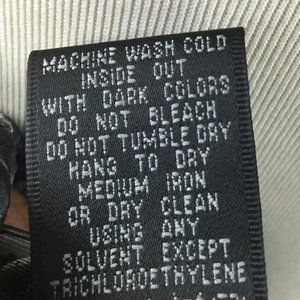 MACHINE WASH COLD
INSIDE OUT
WITH DARK COLORS
DO NOT BLEACH
DO NOT TUMBLE DRY
HANG TO DRY
MEDIUM IRON
OR DRY CLEAN
USING ANY
SOLVENT EXCEPT
TRICHLOROETHYLENE